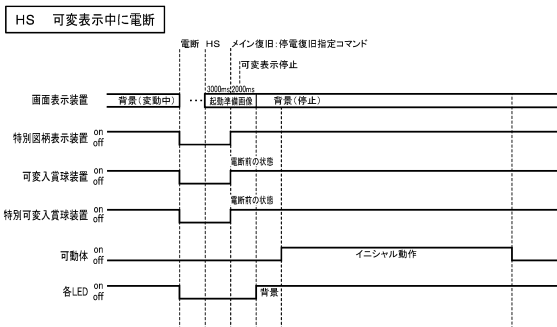 HS 可変表示中に電断
電断 HS メイン復旧:停電復旧指定コマンド
可変表示停止
3000ms 2000ms
画面表示装置 背景(変動中) ・・・ 起動準備画像 背景(停止)
特別図柄表示装置 on off
電断前の状態
可変入賞球装置 on off
電断前の状態
特別可変入賞球装置 on off
可動体 on off イニシャル動作
各LED on off 背景